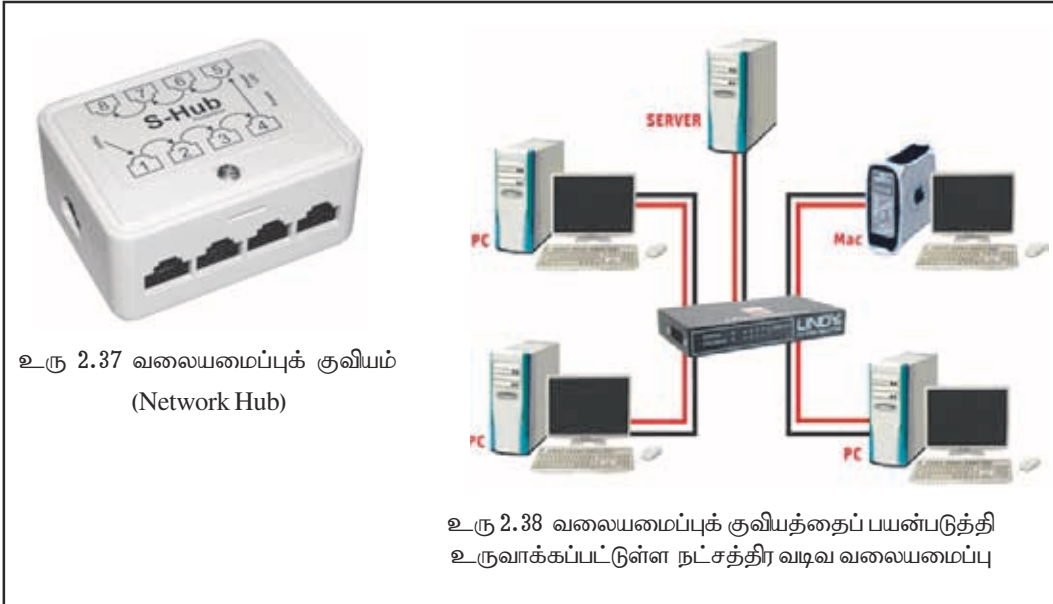 8 7 6 5
S-Hub
1 2 3 4
உரு 2.37 வலையமைப்புக் குவியம்
(Network Hub)
SERVER
PC
Mac
LINDY
PC
PC
உரு 2.38 வலையமைப்புக் குவியத்தைப் பயன்படுத்தி
உருவாக்கப்பட்டுள்ள நட்சத்திர வடிவ வலையமைப்பு